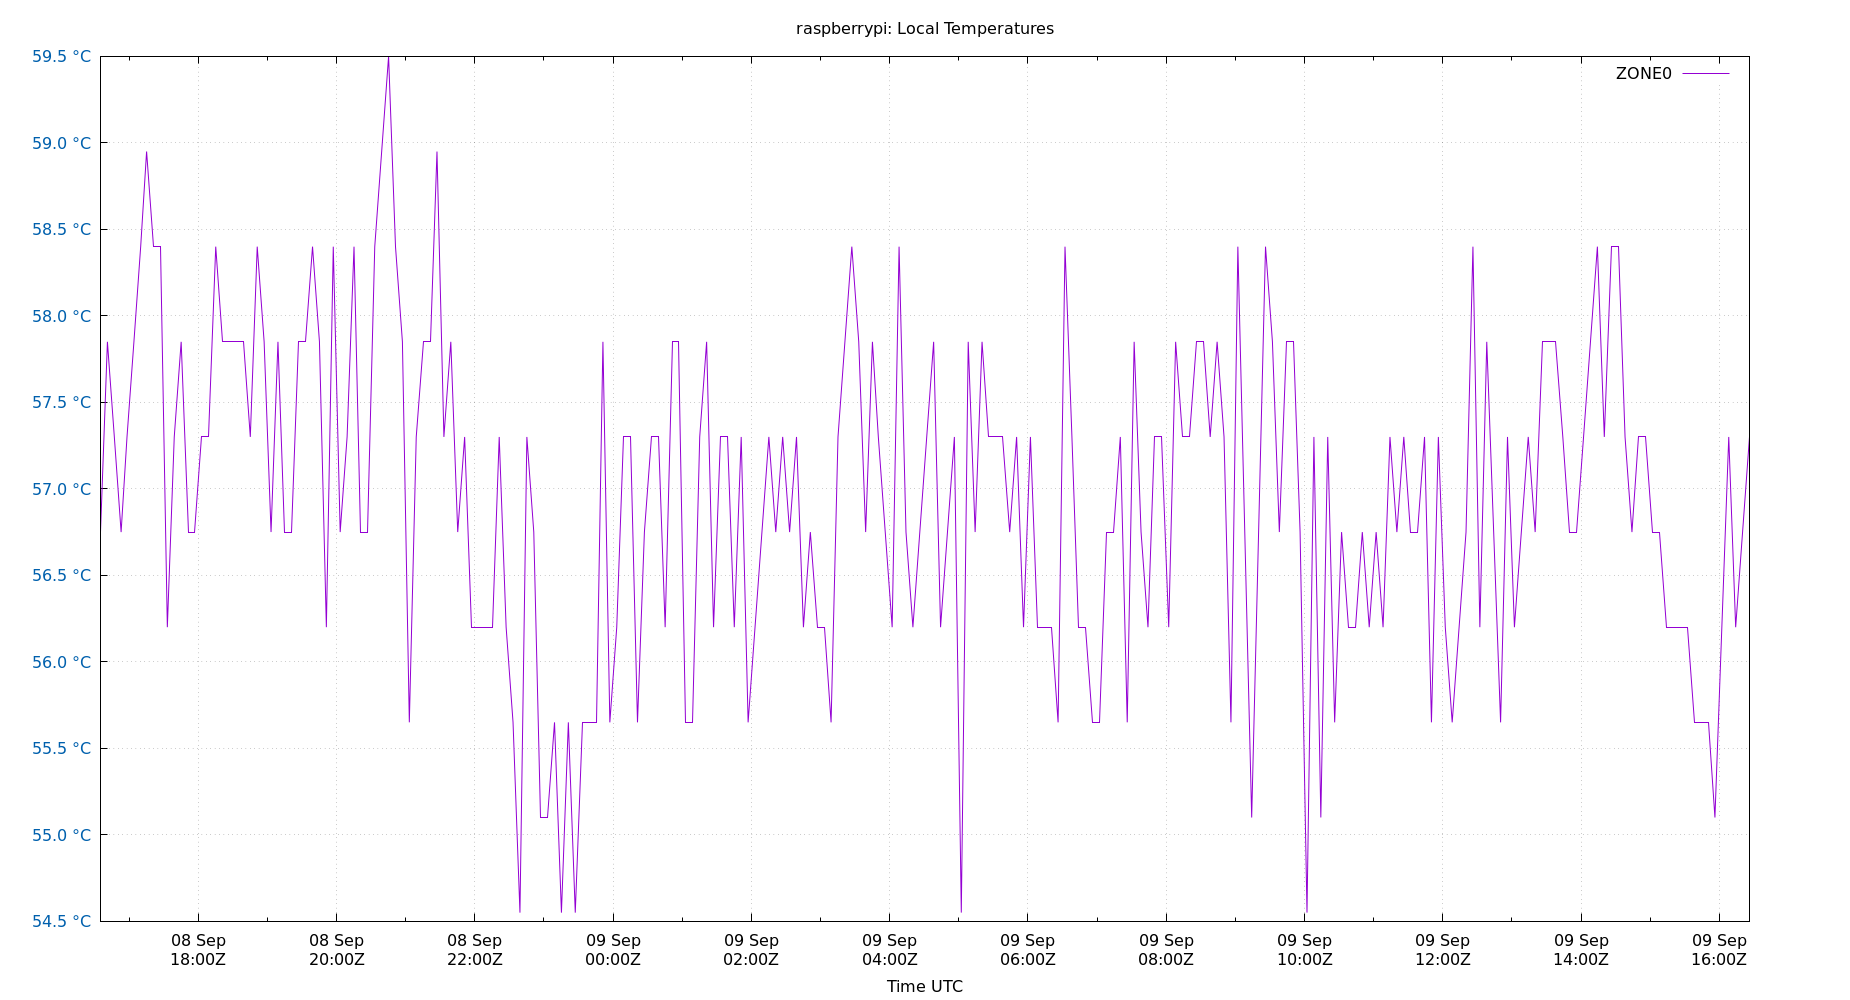 raspberrypi: Local Temperatures
59.5 °C
ZONE0
59.0 °C
58.5 °C
58.0 °C
57.5 °C
57.0 °C
56.5 °C
56.0 °C
55.5 °C
55.0 °C
54.5 °C
08 Sep 08 Sep 08 Sep 09 Sep 09 Sep 09 Sep 09 Sep 09 Sep 09 Sep 09 Sep 09 Sep 09 Sep
18:00Z 20:00Z 22:00Z 00:00Z 02:00Z 04:00Z 06:00Z 08:00Z 10:00Z 12:00Z 14:00Z 16:00Z
Time UTC